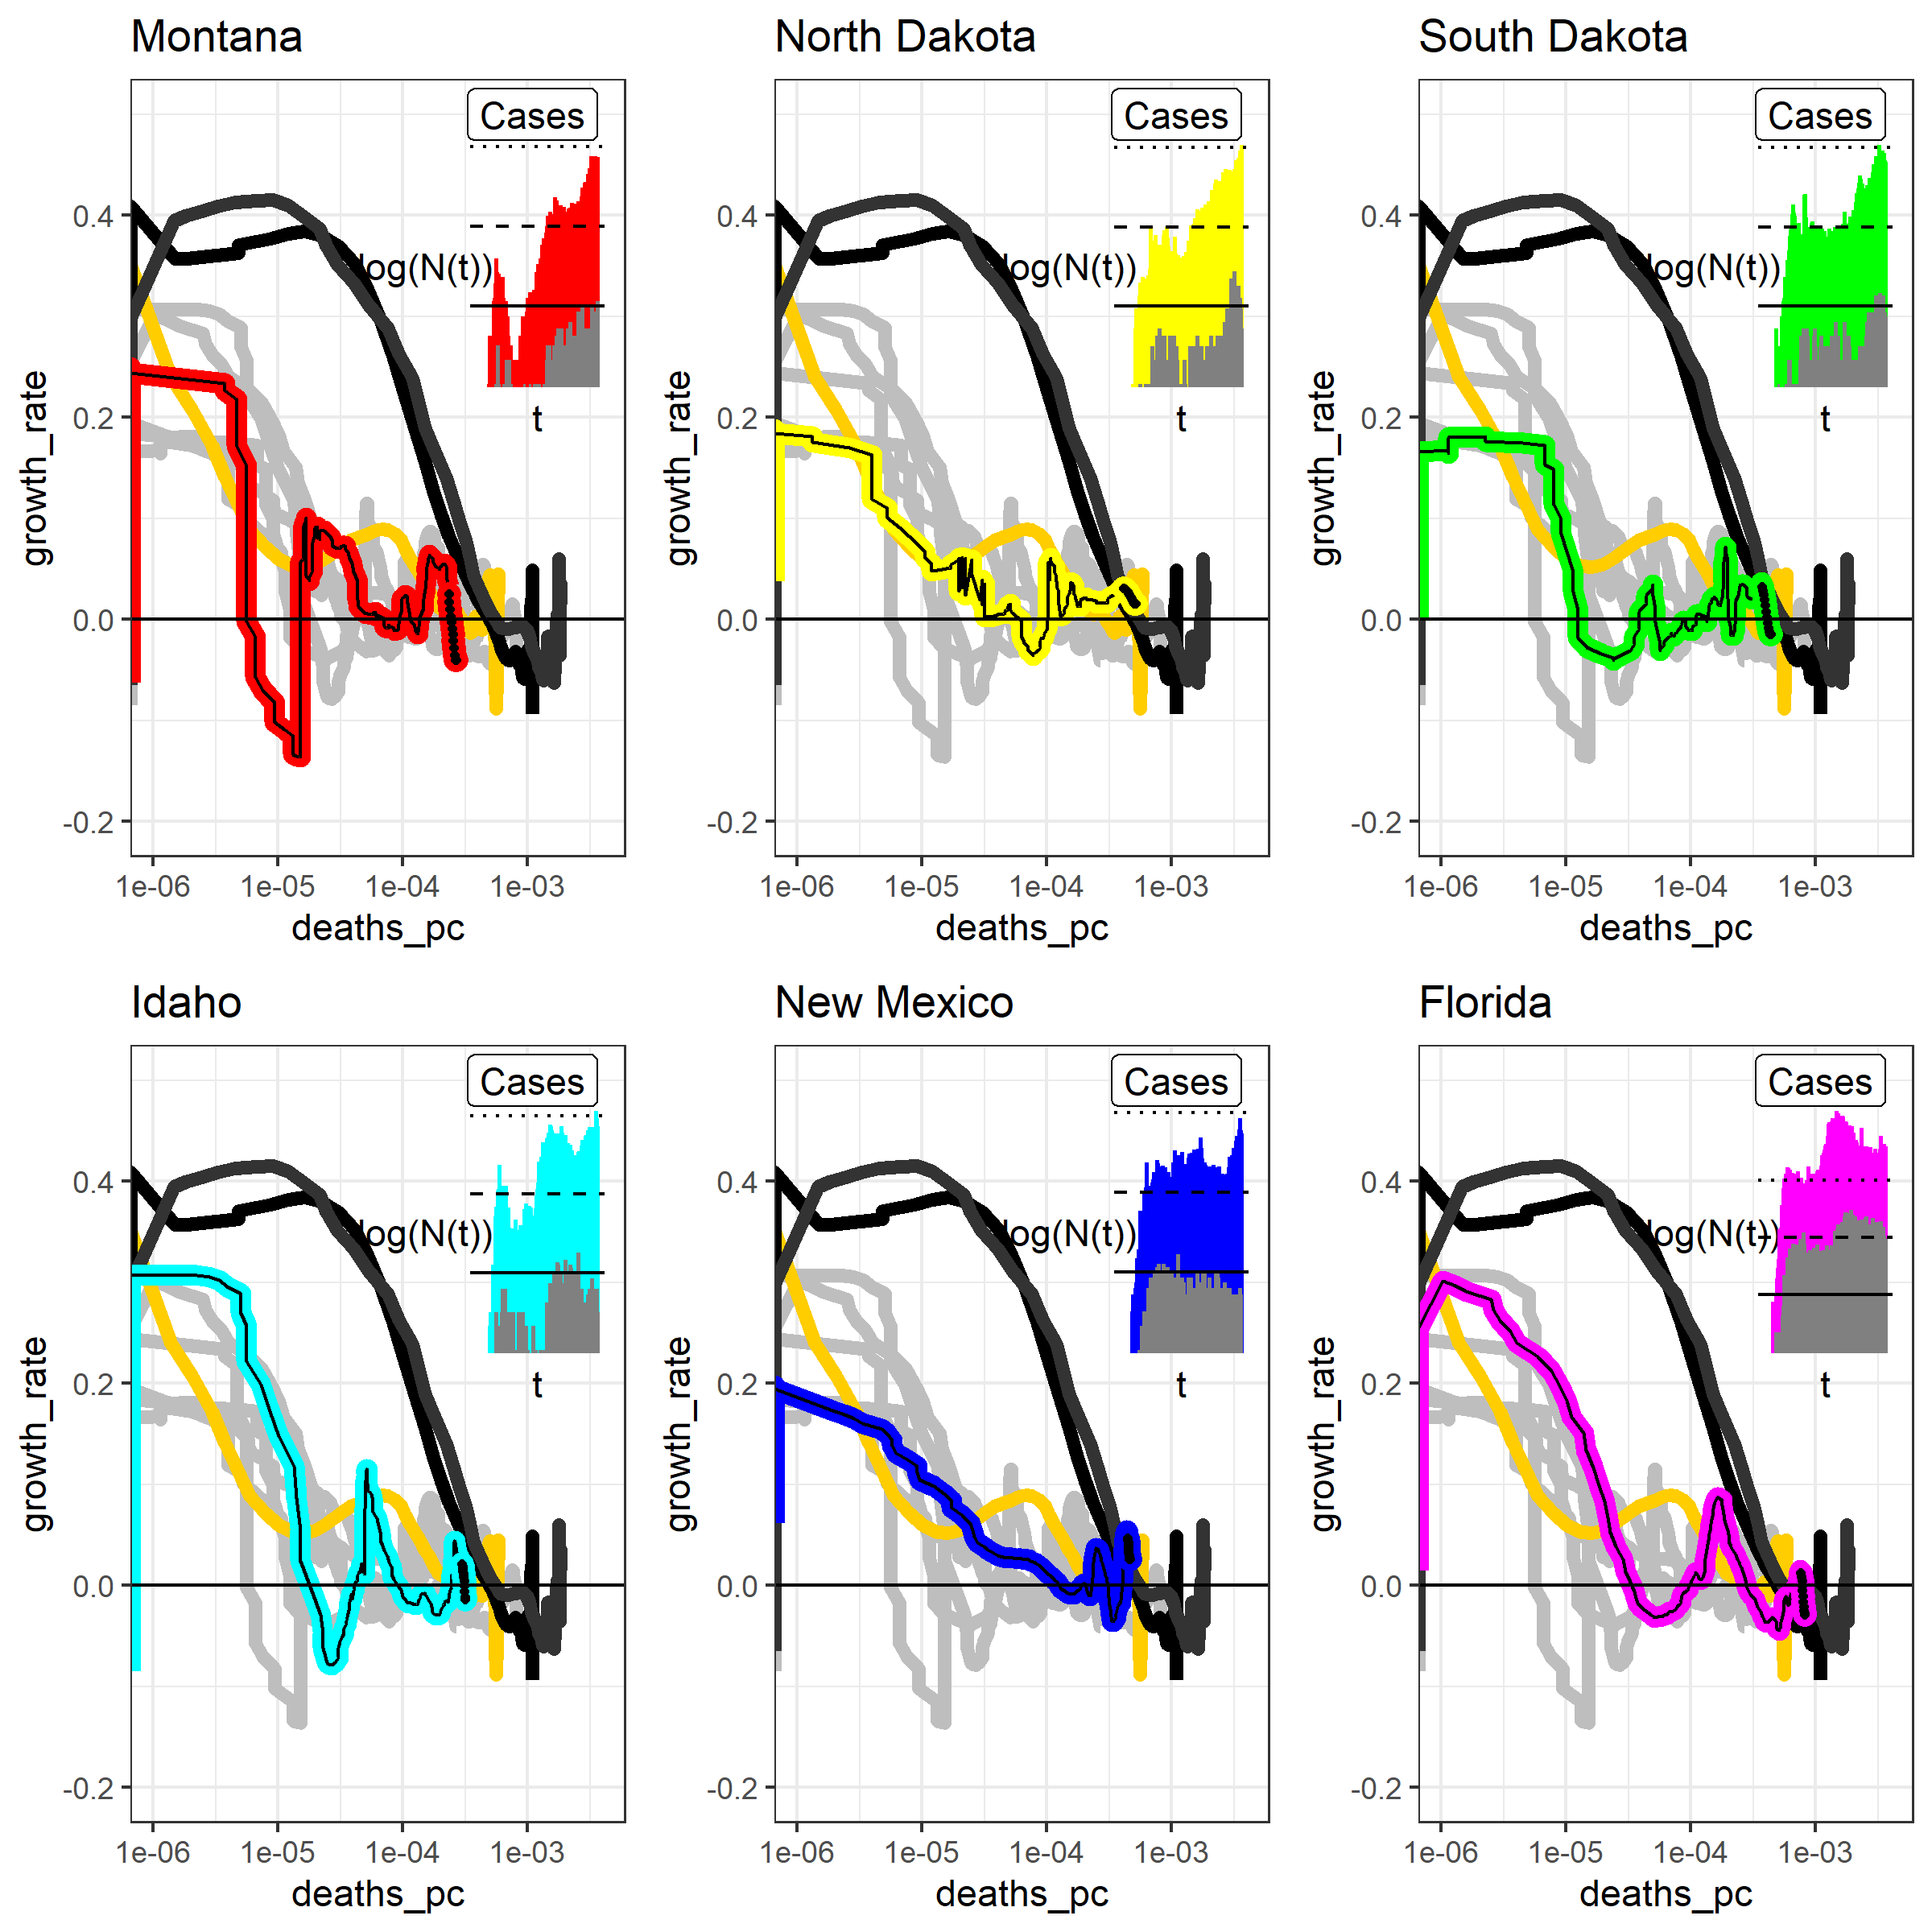 Montana
North Dakota
South Dakota
Cases
Cases
Cases
0.4
0.2
0.0
-0.2
0.4
0.2
0.0
-0.2
0.4
0.2
0.0
-0.2
log(N(t))
log(N(t))
log(N(t))
t
t
t
growth_rate
growth_rate
growth_rate
1e-06 1e-05 1e-04 1e-03
1e-06 1e-05 1e-04 1e-03
1e-06 1e-05 1e-04 1e-03
deaths_pc
deaths_pc
deaths_pc
Idaho
New Mexico
Florida
Cases
Cases
Cases
0.4
0.2
0.0
-0.2
0.4
0.2
0.0
-0.2
0.4
0.2
0.0
-0.2
log(N(t))
log(N(t))
log(N(t))
t
t
t
growth_rate
growth_rate
growth_rate
1e-06 1e-05 1e-04 1e-03
1e-06 1e-05 1e-04 1e-03
1e-06 1e-05 1e-04 1e-03
deaths_pc
deaths_pc
deaths_pc